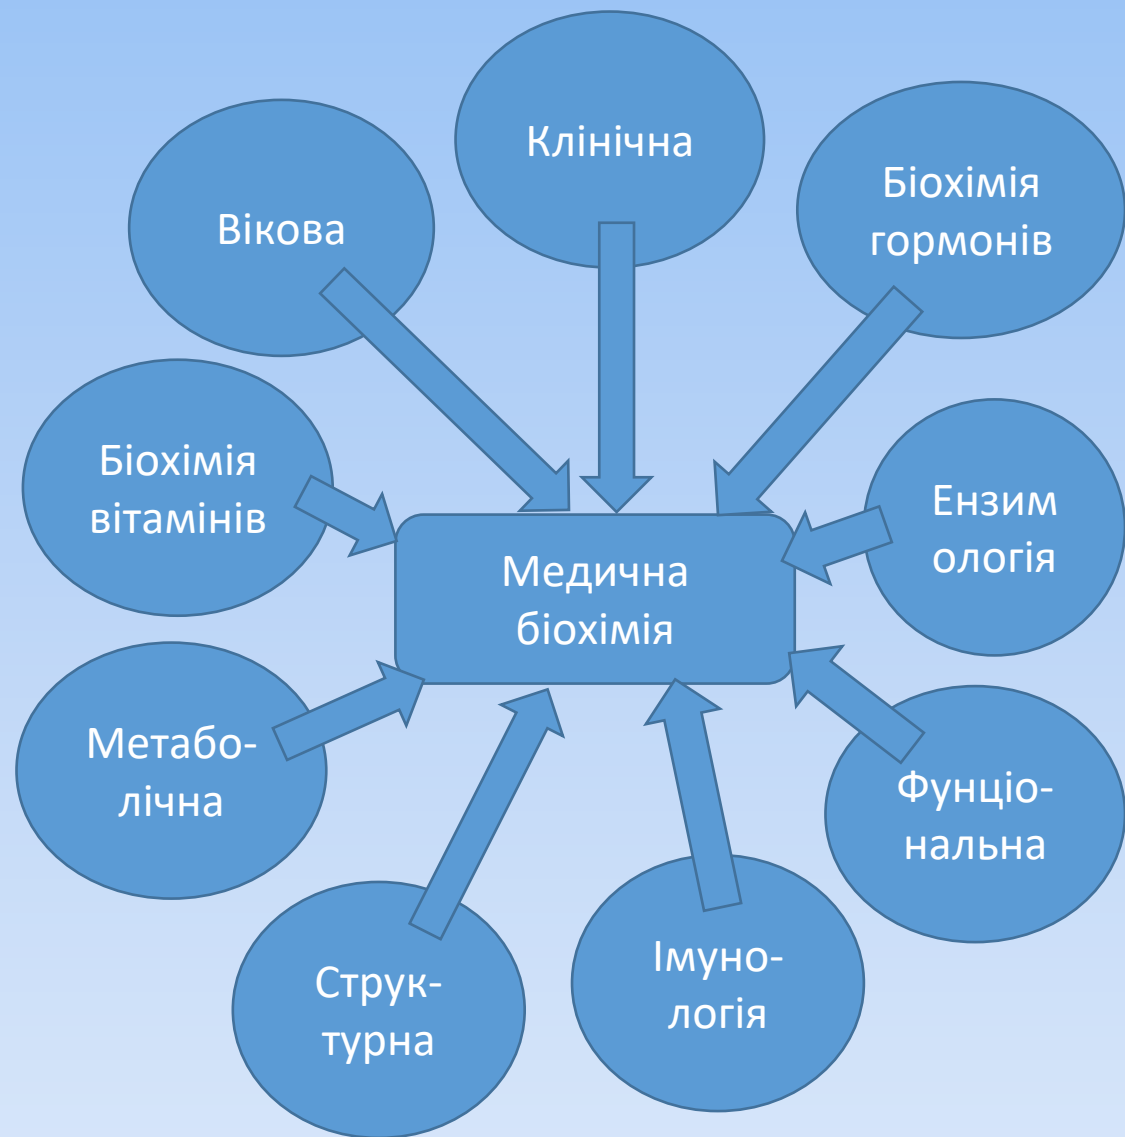 Клінічна
Біохімія
гормонів
Вікова
Біохімія
вітамінів
Ензим
ологія
Медична
біохімія
Метабо-
лічна
Фунціо-
нальна
Струк-
турна
Імуно-
логія